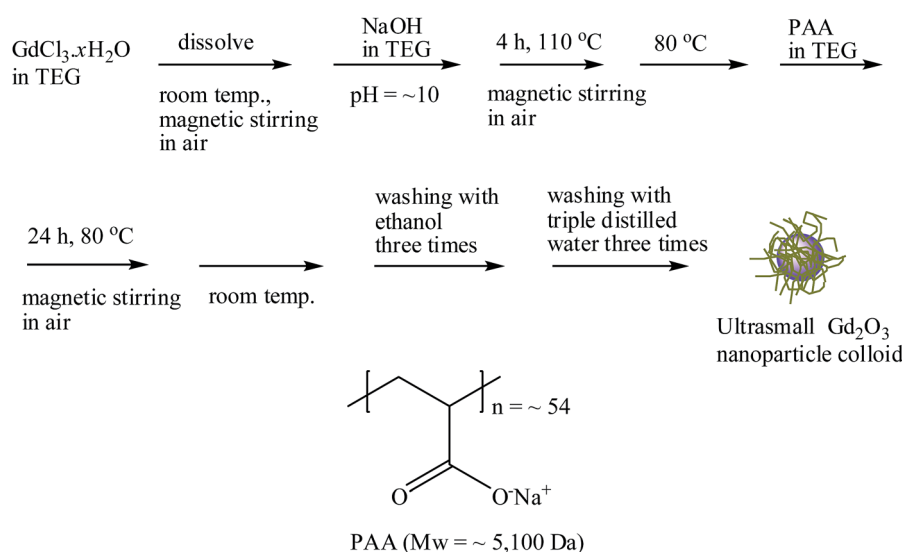 GdCl₃.xH₂O
in TEG
dissolve
room temp.,
magnetic stirring
in air
NaOH
in TEG
pH = ~10
4 h, 110 °C
magnetic stirring
in air
80 °C
PAA
in TEG
24 h, 80 °C
magnetic stirring
in air
room temp.
washing with
ethanol
three times
washing with
triple distilled
water three times
Ultrasmall Gd₂O₃
nanoparticle colloid
n = ~ 54
O
O⁻Na⁺
PAA (Mw = ~ 5,100 Da)